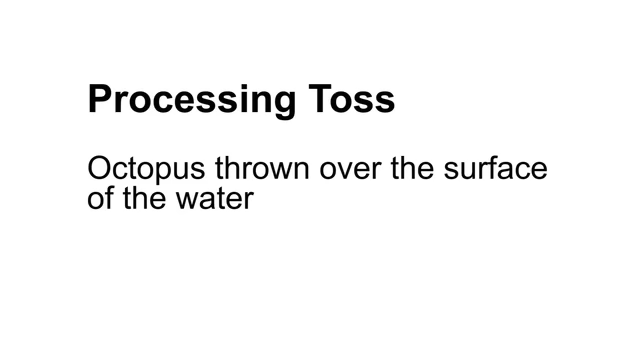 Processing Toss
Octopus thrown over the surface
of the water